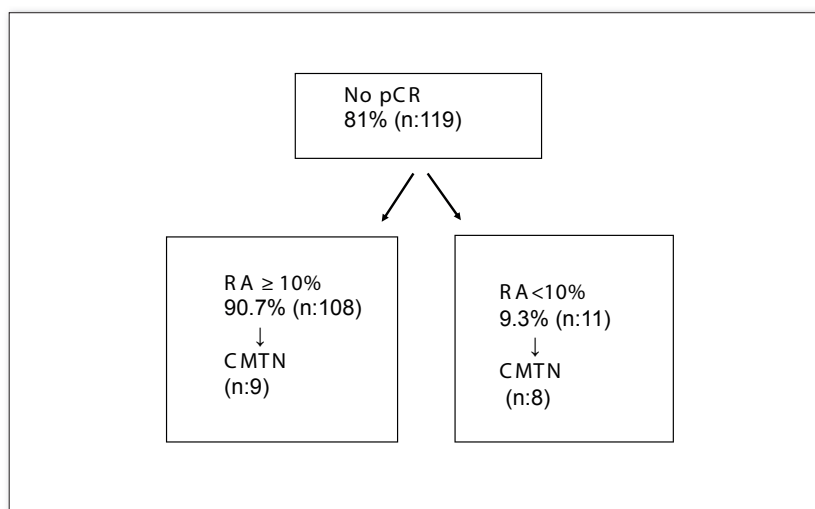 No pCR
81% (n:119)
RA ≥ 10%
90.7% (n:108)
↓
CMTN
(n:9)
RA<10%
9.3% (n:11)
↓
CMTN
(n:8)